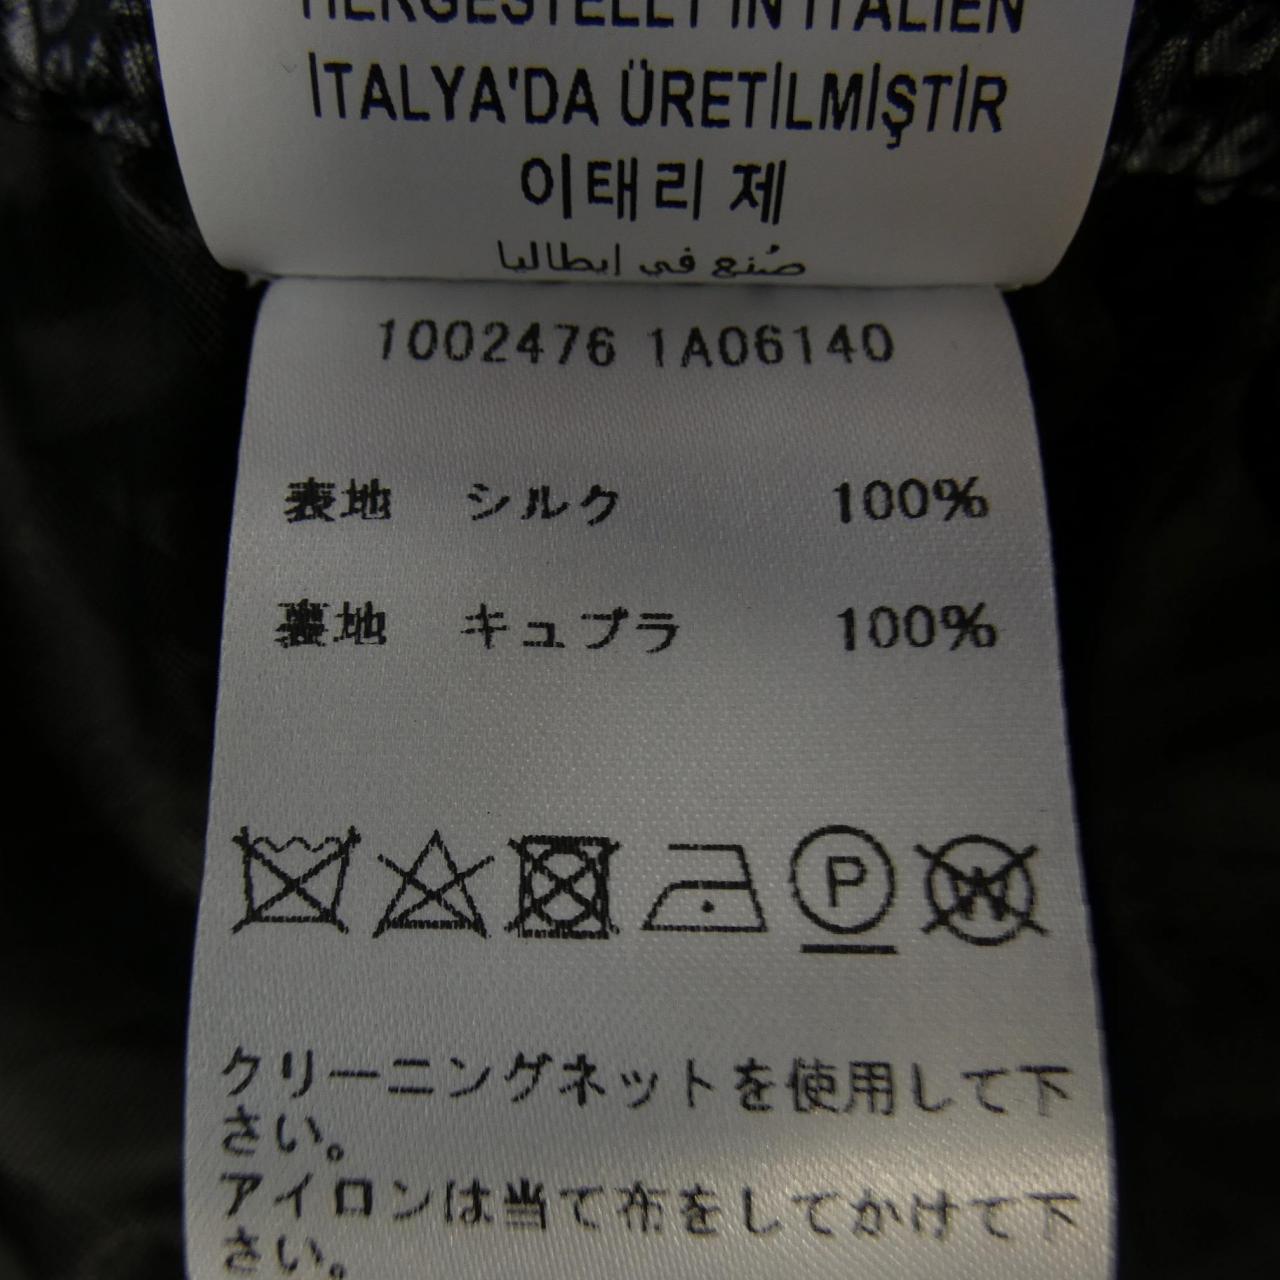 HERGESTELLT IN ITALIEN
İTALYA'DA ÜRETİLMİŞTİR
이태리 제
صُنع في إيطاليا
1002476 1A06140
表地 シルク 100%
裏地 キュプラ 100%
P W
クリーニングネットを使用して下
さい。
アイロンは当て布をしてかけて下
さい。